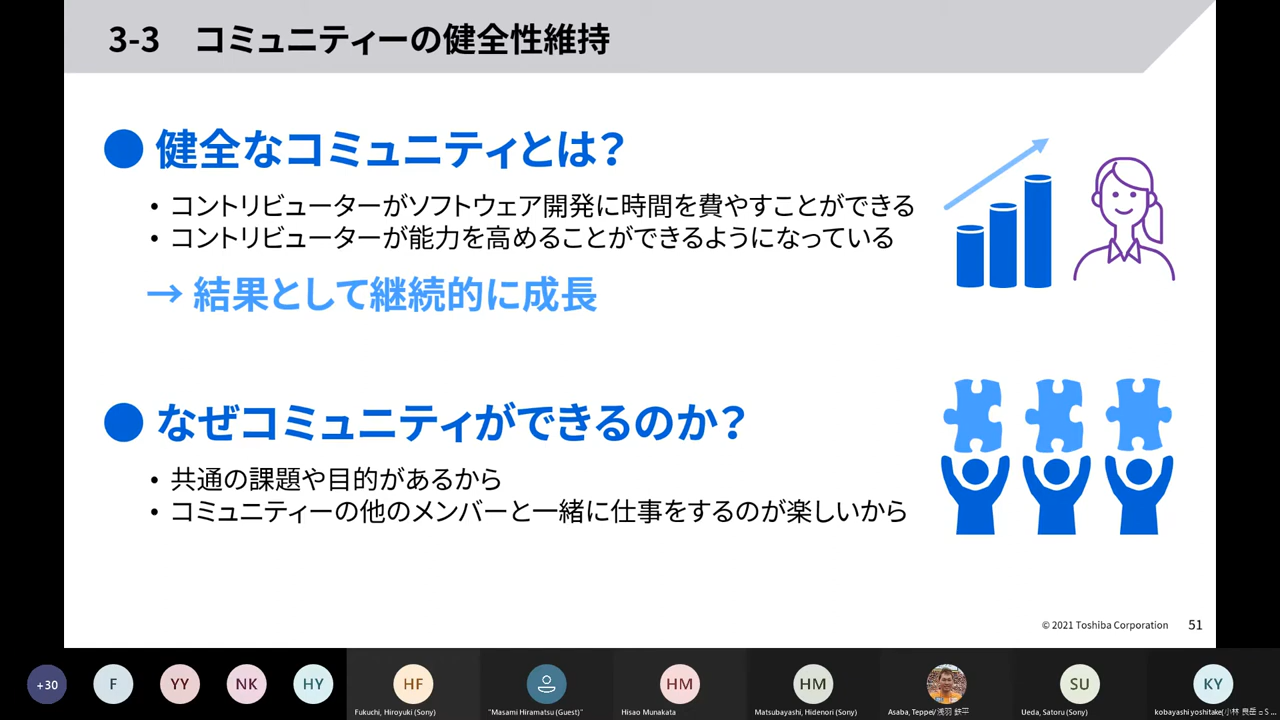 3-3 コミュニティーの健全性維持
● 健全なコミュニティとは？
• コントリビューターがソフトウェア開発に時間を費やすことができる
• コントリビューターが能力を高めることができるようになっている
→ 結果として継続的に成長
● なぜコミュニティができるのか？
• 共通の課題や目的があるから
• コミュニティーの他のメンバーと一緒に仕事をするのが楽しいから
© 2021 Toshiba Corporation 51
+30 F YY NK HY HF HM HM SU KY
Fukuchi, Hiroyuki (Sony) "Masami Hiramatsu (Guest)" Hisao Munakata Matsubayashi, Hidenori (Sony) Asaba, Teppei/浅羽 鉄平 Ueda, Satoru (Sony) kobayashi yoshitake(小林 良岳